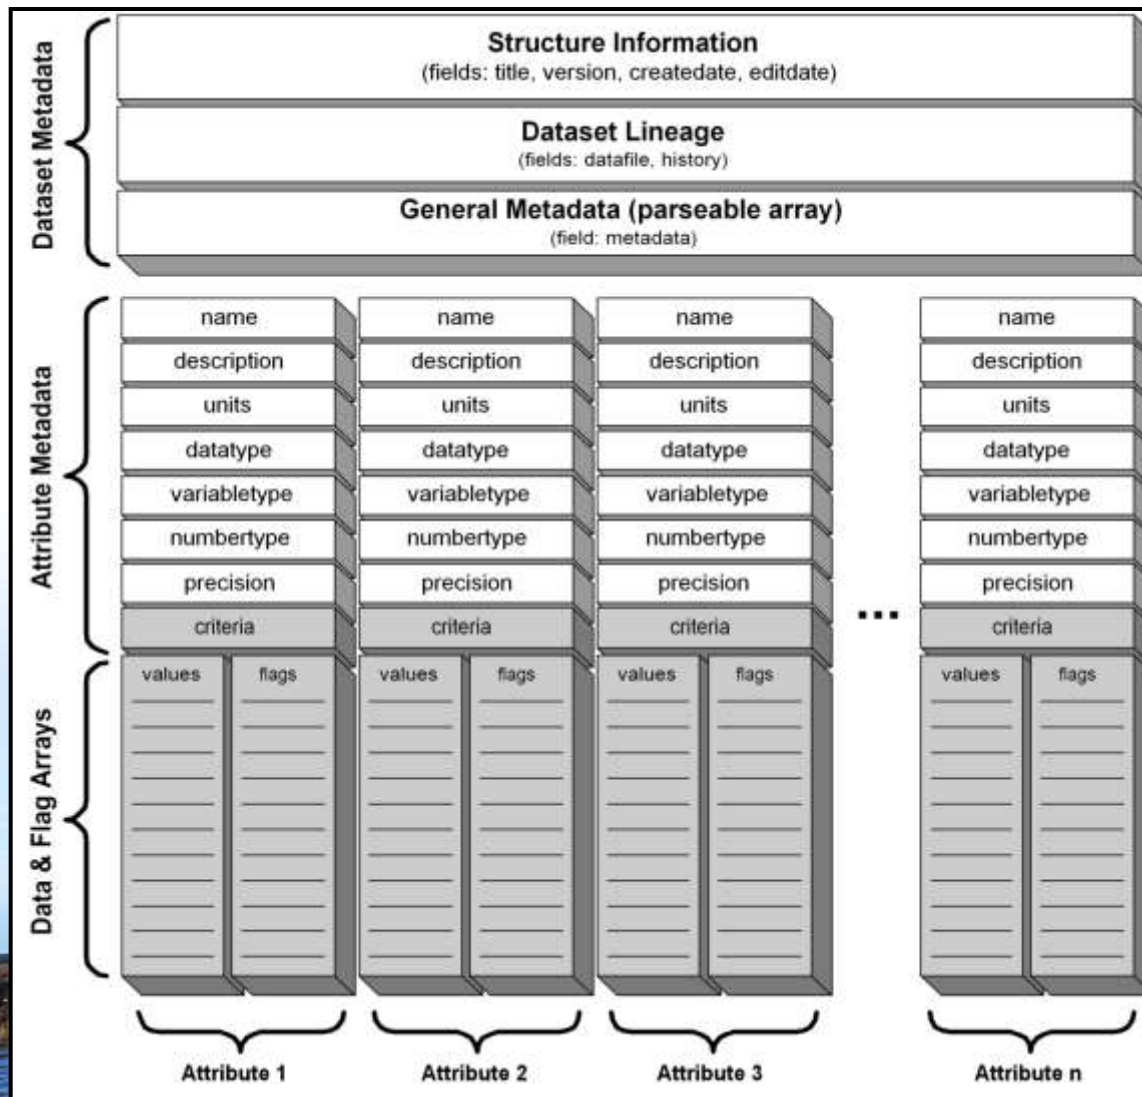 Dataset Metadata
Structure Information
(fields: title, version, createdate, editdate)
Dataset Lineage
(fields: datafile, history)
General Metadata (parseable array)
(field: metadata)
Attribute Metadata
name name name name
description description description description
units units units units
datatype datatype datatype datatype
variabletype variabletype variabletype variabletype
numbertype numbertype numbertype numbertype
precision precision precision precision
...
criteria criteria criteria criteria
Data & Flag Arrays
values flags values flags values flags values flags
Attribute 1 Attribute 2 Attribute 3 Attribute n